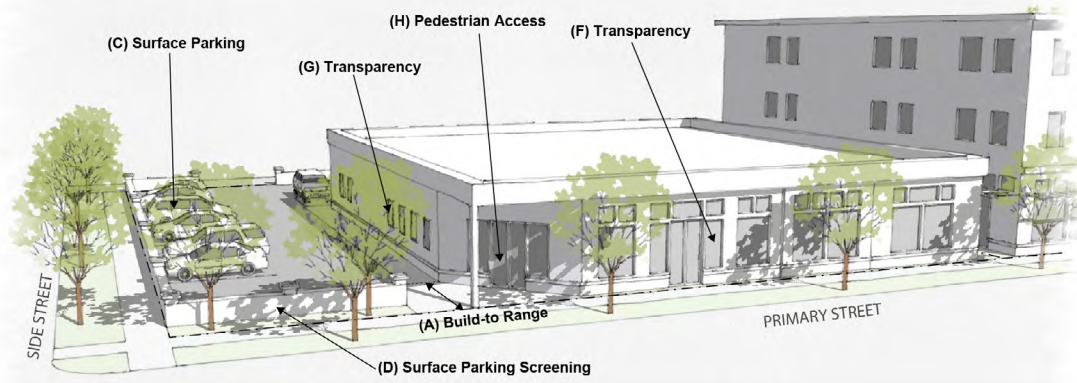 (H) Pedestrian Access
(F) Transparency
(C) Surface Parking
(G) Transparency
(A) Build-to Range
PRIMARY STREET
SIDE STREET
(D) Surface Parking Screening